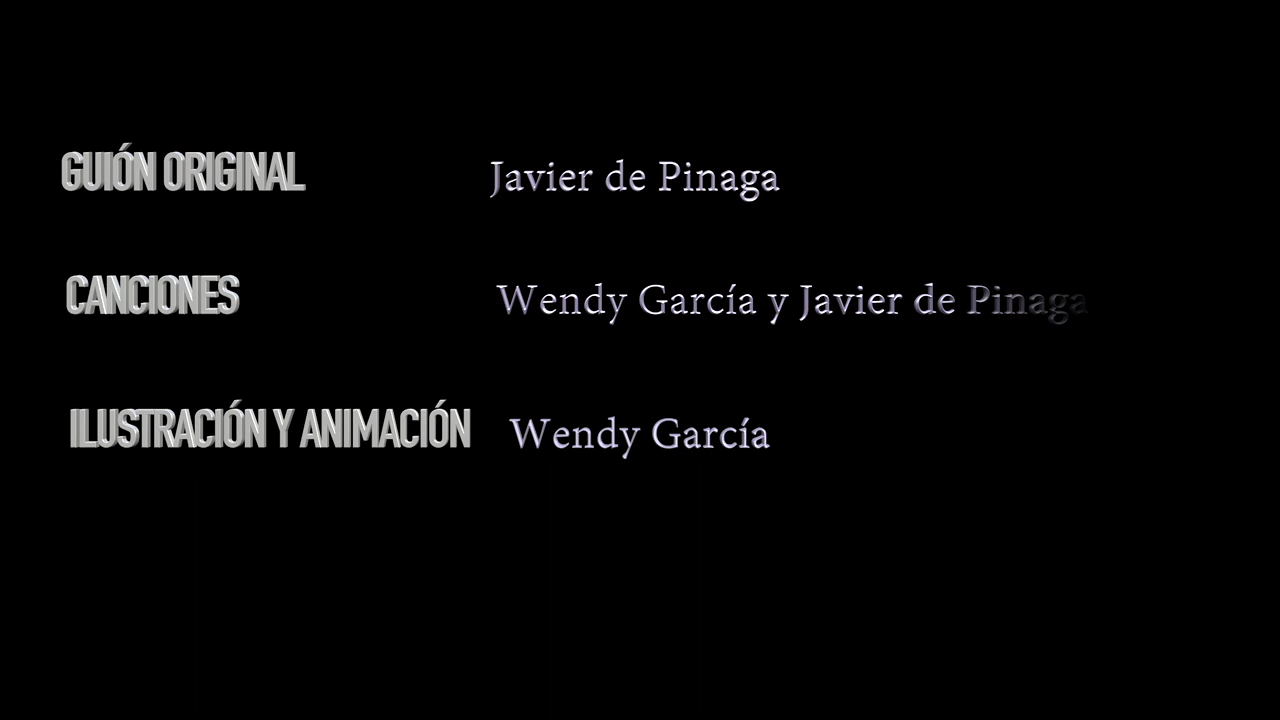 GUIÓN ORIGINAL Javier de Pinaga
CANCIONES Wendy García y Javier de Pinaga
ILUSTRACIÓN Y ANIMACIÓN Wendy García